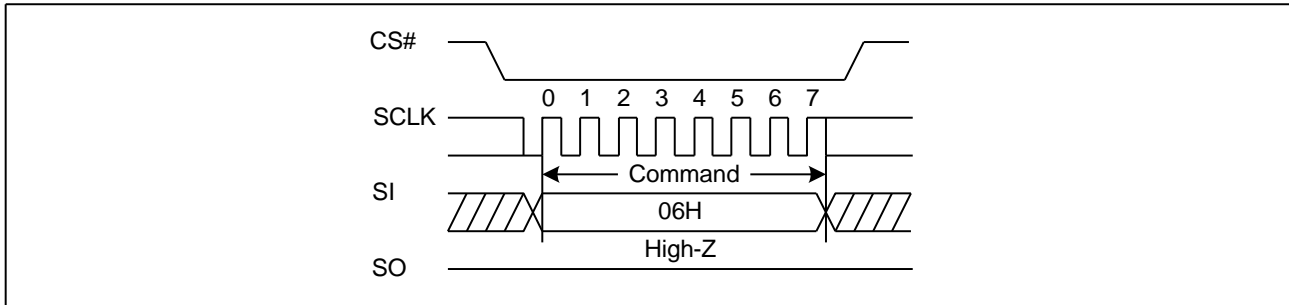 CS#
0 1 2 3 4 5 6 7
SCLK
Command
SI
06H
High-Z
SO